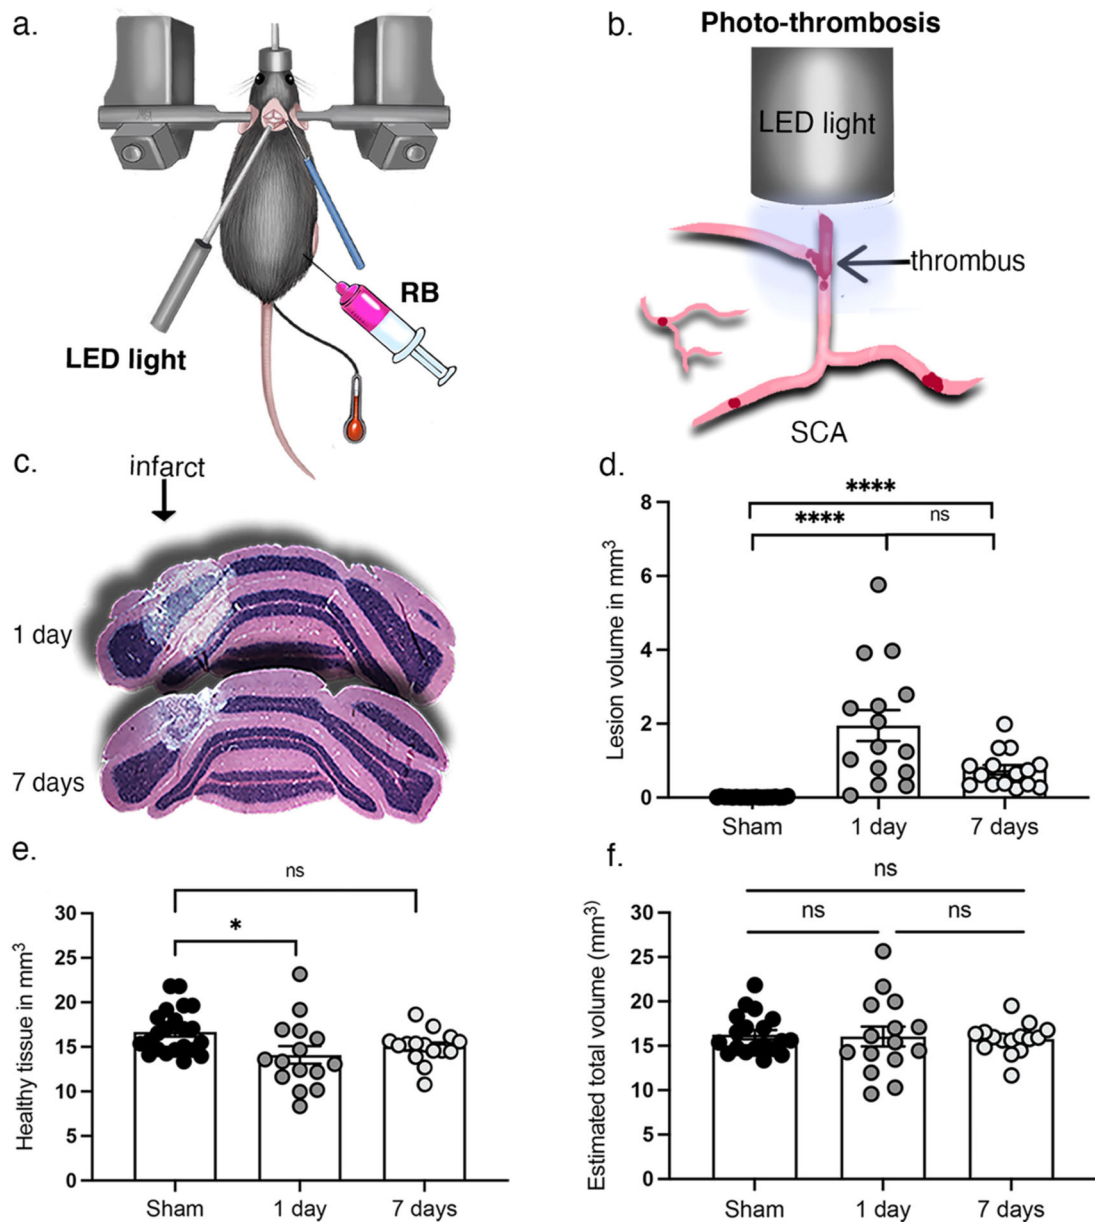 a.
LED light
RB
b.
Photo-thrombosis
LED light
thrombus
SCA
c.
infarct
1 day
7 days
d.
****
****
ns
Lesion volume in mm³
8
6
4
2
0
Sham
1 day
7 days
e.
ns
*
Healthy tissue in mm³
30
25
20
15
10
5
0
Sham
1 day
7 days
f.
ns
ns
ns
Estimated total volume (mm³)
30
25
20
15
10
5
0
Sham
1 day
7 days